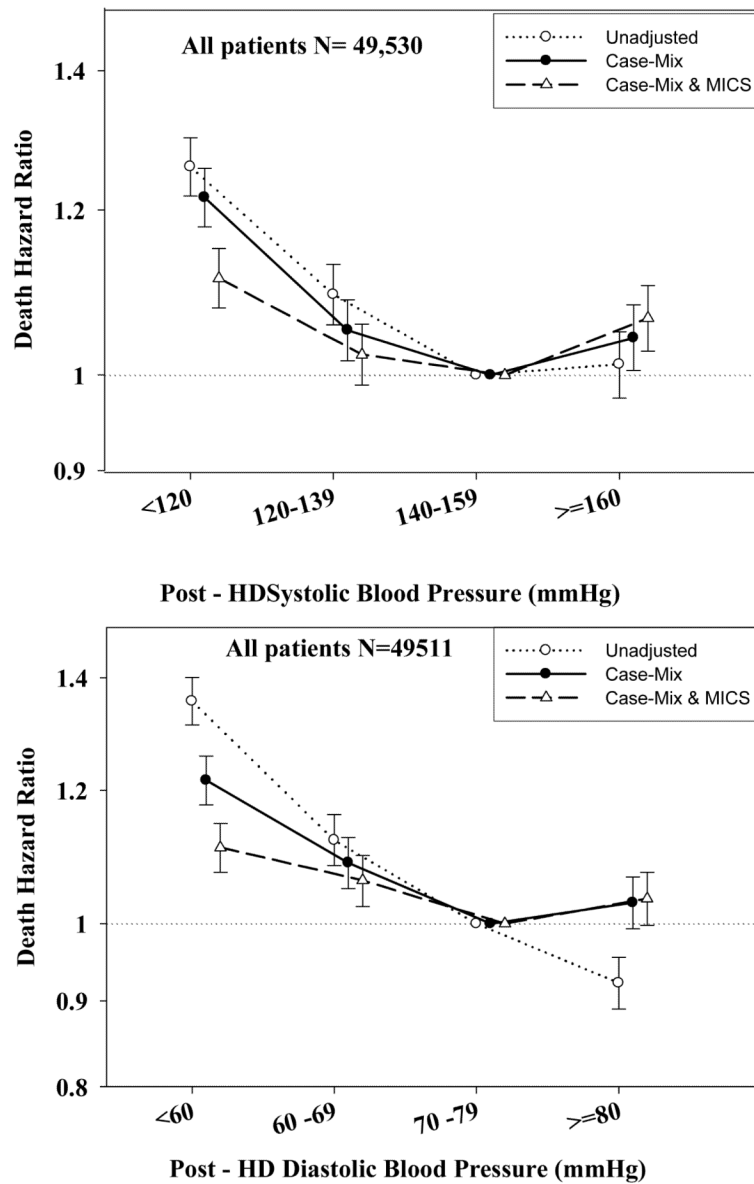 All patients N= 49,530
Unadjusted
Case-Mix
Case-Mix & MICS
Death Hazard Ratio
1.4
1.2
1
0.9
<120
120-139
140-159
>=160
Post - HDSystolic Blood Pressure (mmHg)
All patients N=49511
Unadjusted
Case-Mix
Case-Mix & MICS
Death Hazard Ratio
1.4
1.2
1
0.9
0.8
<60
60 -69
70 -79
>=80
Post - HD Diastolic Blood Pressure (mmHg)